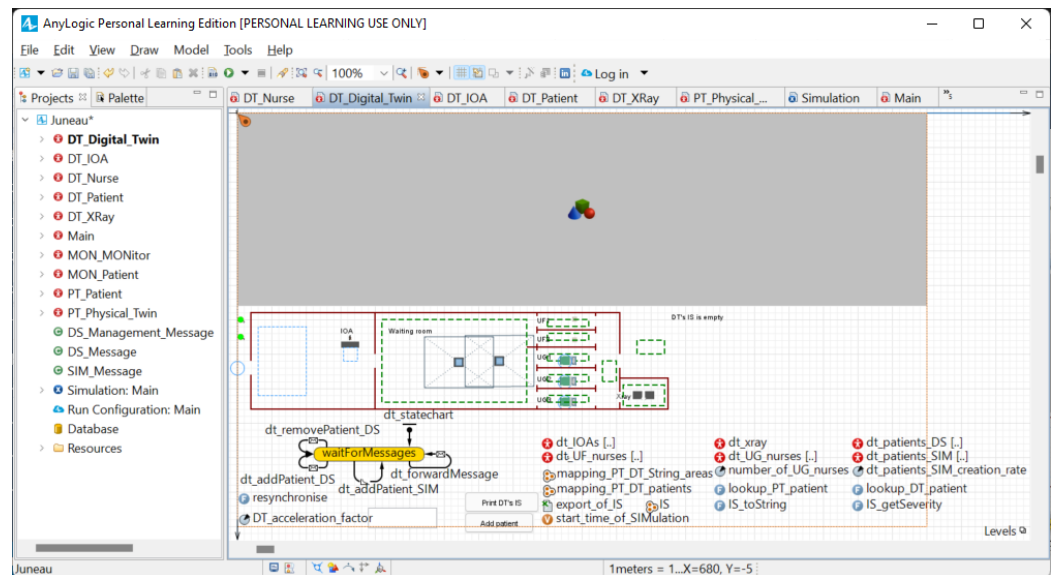 AnyLogic Personal Learning Edition [PERSONAL LEARNING USE ONLY]
File Edit View Draw Model Tools Help
100% Log in
Projects Palette DT_Nurse DT_Digital_Twin DT_IOA DT_Patient DT_XRay PT_Physical_... Simulation Main "5
Juneau*
DT_Digital_Twin
DT_IOA
DT_Nurse
DT_Patient
DT_XRay
Main
MON_MONitor
MON_Patient
PT_Patient
PT_Physical_Twin
DS_Management_Message
DS_Message
SIM_Message
Simulation: Main
Run Configuration: Main
Database
Resources
DT's IS is empty
IOA
Waiting room
dt_statechart
dt_removePatient_DS
waitForMessages
dt_addPatient_DS
dt_forwardMessage
dt_addPatient_SIM
resynchronise
DT_acceleration_factor
Print DT's IS
Add patient
dt_IOAs [..] dt_xray dt_patients_DS [..]
dt_UF_nurses [..] dt_UG_nurses [..] dt_patients_SIM [..]
mapping_PT_DT_String_areas number_of_UG_nurses dt_patients_SIM_creation_rate
mapping_PT_DT_patients lookup_PT_patient lookup_DT_patient
export_of_IS IS IS_toString IS_getSeverity
start_time_of_SIMulation
Levels
Juneau 1meters = 1...X=680, Y=-5